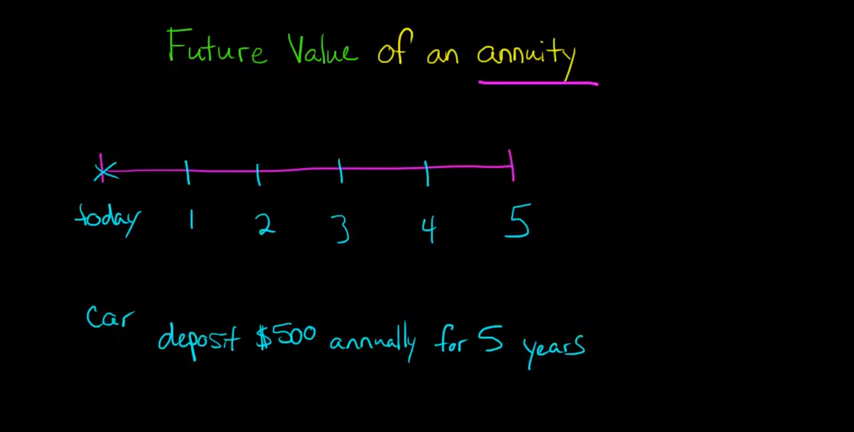 Future Value of an annuity
today 1 2 3 4 5
Car
deposit $500 annually for 5 years